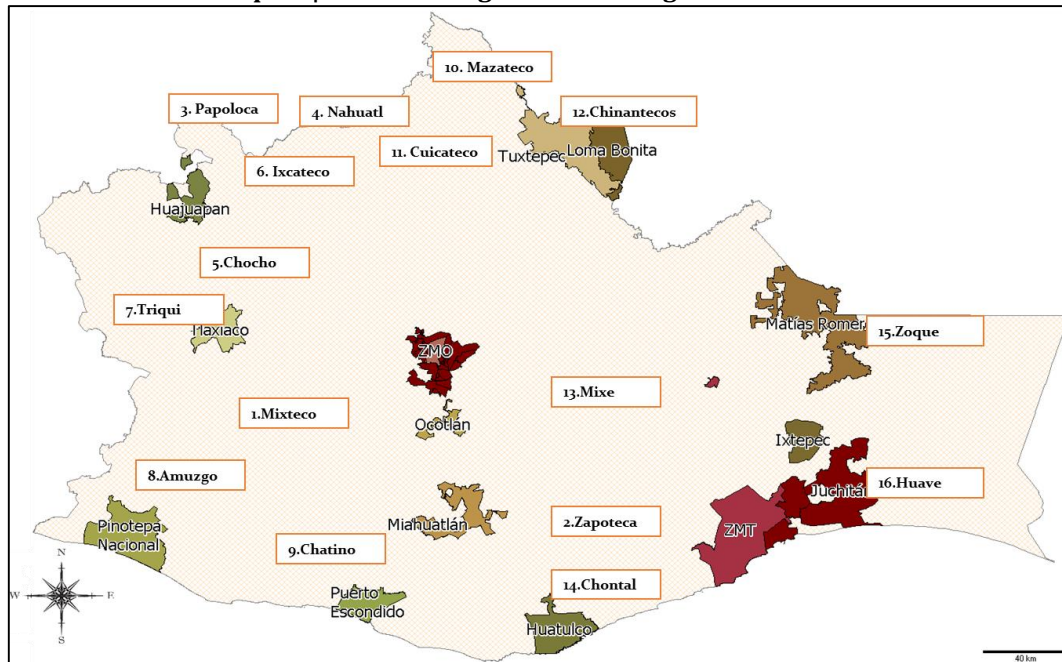 10. Mazateco
3. Papoloca
4. Nahuatl
12.Chinantecos
Tuxtepec
Loma Bonita
11. Cuicateco
6. Ixcateco
Huajuapan
5.Chocho
7.Triqui
Tlaxiaco
Matías Romer
15.Zoque
ZMO
13.Mixe
1.Mixteco
Ocotlán
Ixtepec
8.Amuzgo
Juchitá
16.Huave
Pinotepa
Nacional
Miahuatlán
2.Zapoteca
ZMT
9.Chatino
14.Chontal
Puerto
Escondido
Huatulco
N
W
E
S
40 km